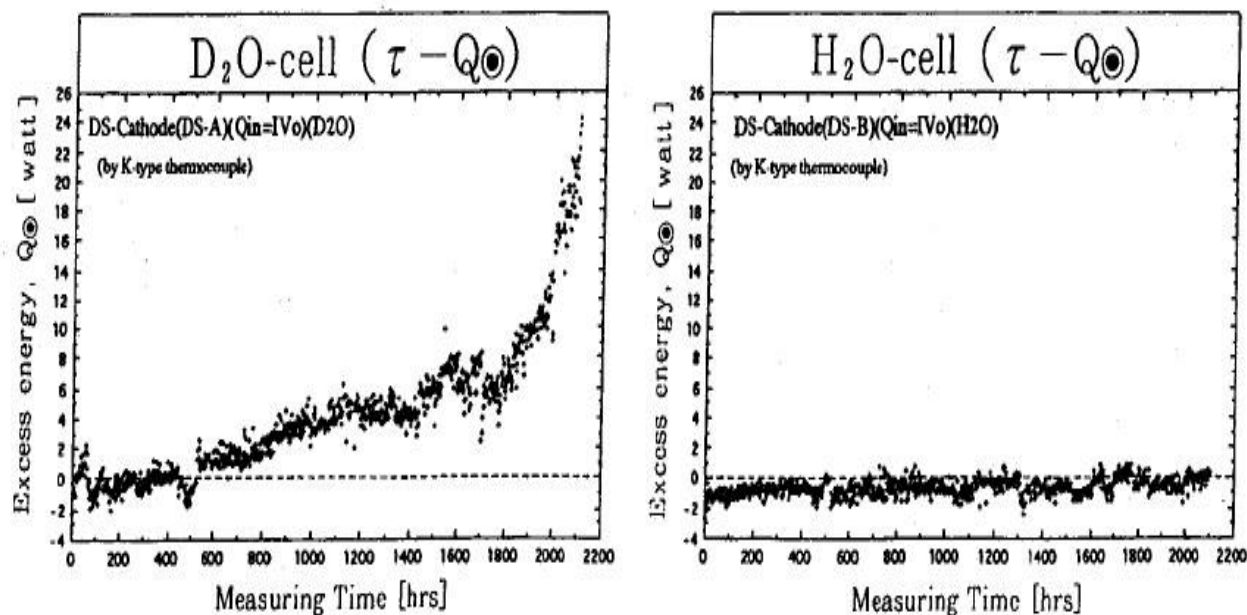 D₂O-cell (τ-Q◉)
Excess energy, Q◉ [ watt ]
26
22
20
18
16
14
12
10
8
6
4
2
0
-2
-4
DS-Cathode(DS-A)(Qin=IVo)(D2O)
(by K-type thermocouple)
0 200 400 600 800 1000 1200 1400 1600 1800 2000 2200
Measuring Time [hrs]
H₂O-cell (τ-Q◉)
Excess energy, Q◉ [ watt ]
26
22
20
18
16
14
12
10
8
6
4
2
0
-2
-4
DS-Cathode(DS-B)(Qin=IVo)(H2O)
(by K-type thermocouple)
0 200 400 600 800 1000 1200 1400 1600 1800 2000 2200
Measuring Time [hrs]